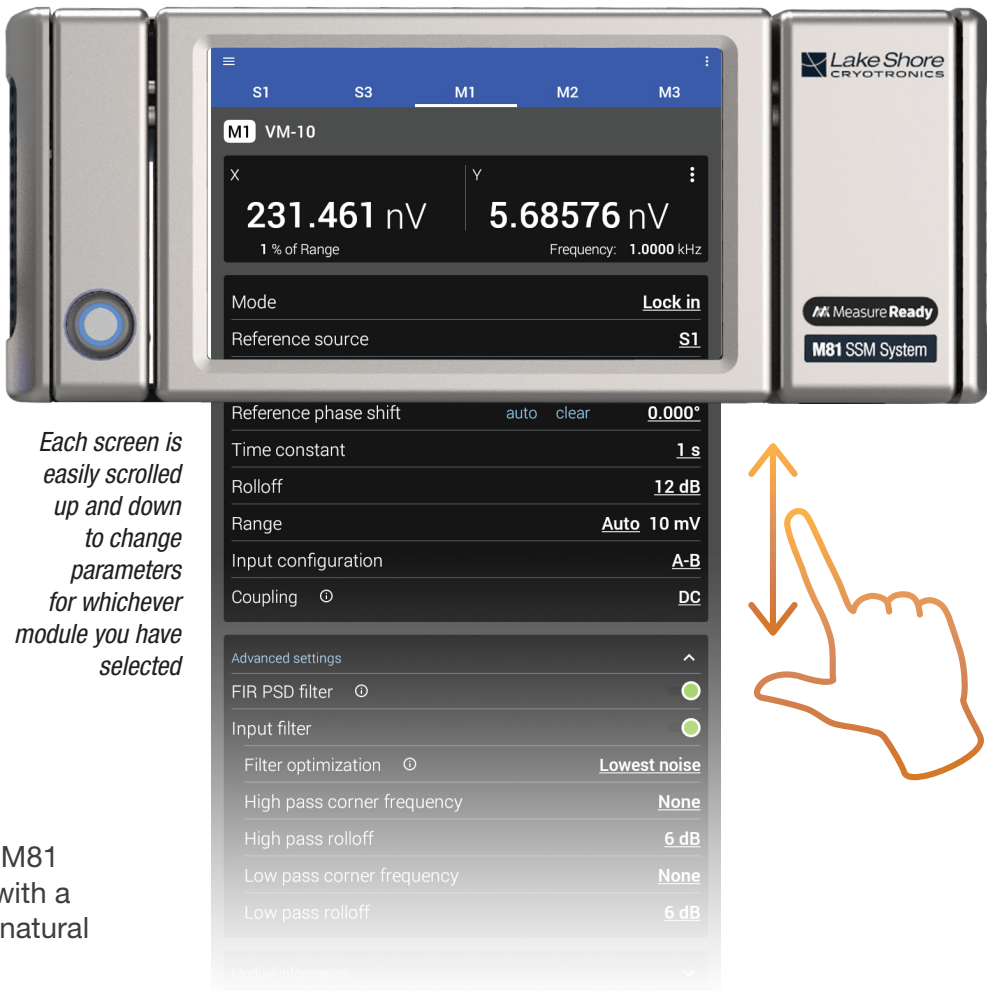 Lake Shore
CRYOTRONICS
S1 S3 M1 M2 M3
M1 VM-10
X Y
231.461 nV 5.68576 nV
1 % of Range Frequency: 1.0000 kHz
Mode Lock in
Reference source S1
Measure Ready
M81 SSM System
Reference phase shift auto clear 0.000°
Time constant 1 s
Rolloff 12 dB
Range Auto 10 mV
Input configuration A-B
Coupling DC
Each screen is
easily scrolled
up and down
to change
parameters
for whichever
module you have
selected
Advanced settings
FIR PSD filter
Input filter
Filter optimization Lowest noise
High pass corner frequency None
High pass rolloff 6 dB
Low pass corner frequency None
Low pass rolloff 6 dB
Module information
M81
with a
natural